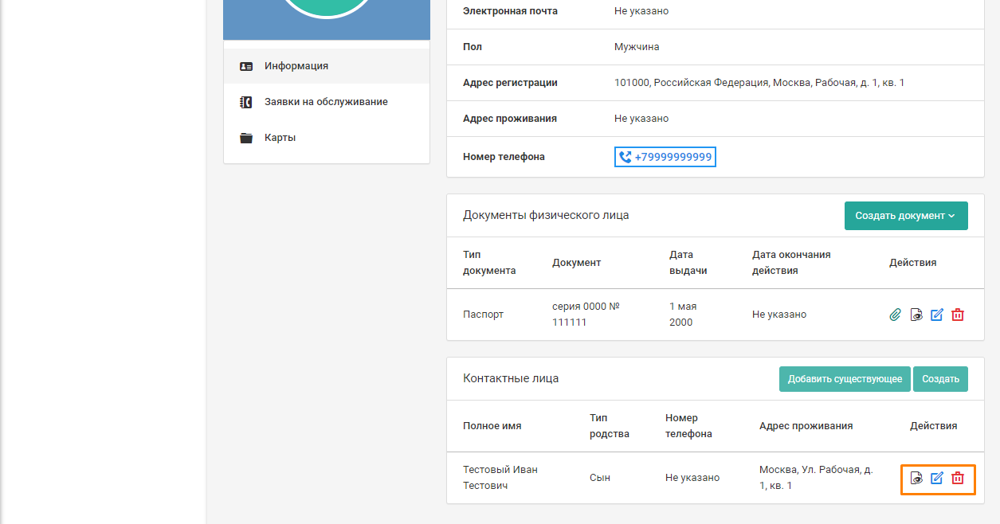 Информация
Заявки на обслуживание
Карты
Электронная почта Не указано
Пол Мужчина
Адрес регистрации 101000, Российская Федерация, Москва, Рабочая, д. 1, кв. 1
Адрес проживания Не указано
Номер телефона +79999999999
Документы физического лица Создать документ
Тип документа Документ Дата выдачи Дата окончания действия Действия
Паспорт серия 0000 № 111111 1 мая 2000 Не указано
Контактные лица Добавить существующее Создать
Полное имя Тип родства Номер телефона Адрес проживания Действия
Тестовый Иван Тестович Сын Не указано Москва, Ул. Рабочая, д. 1, кв. 1